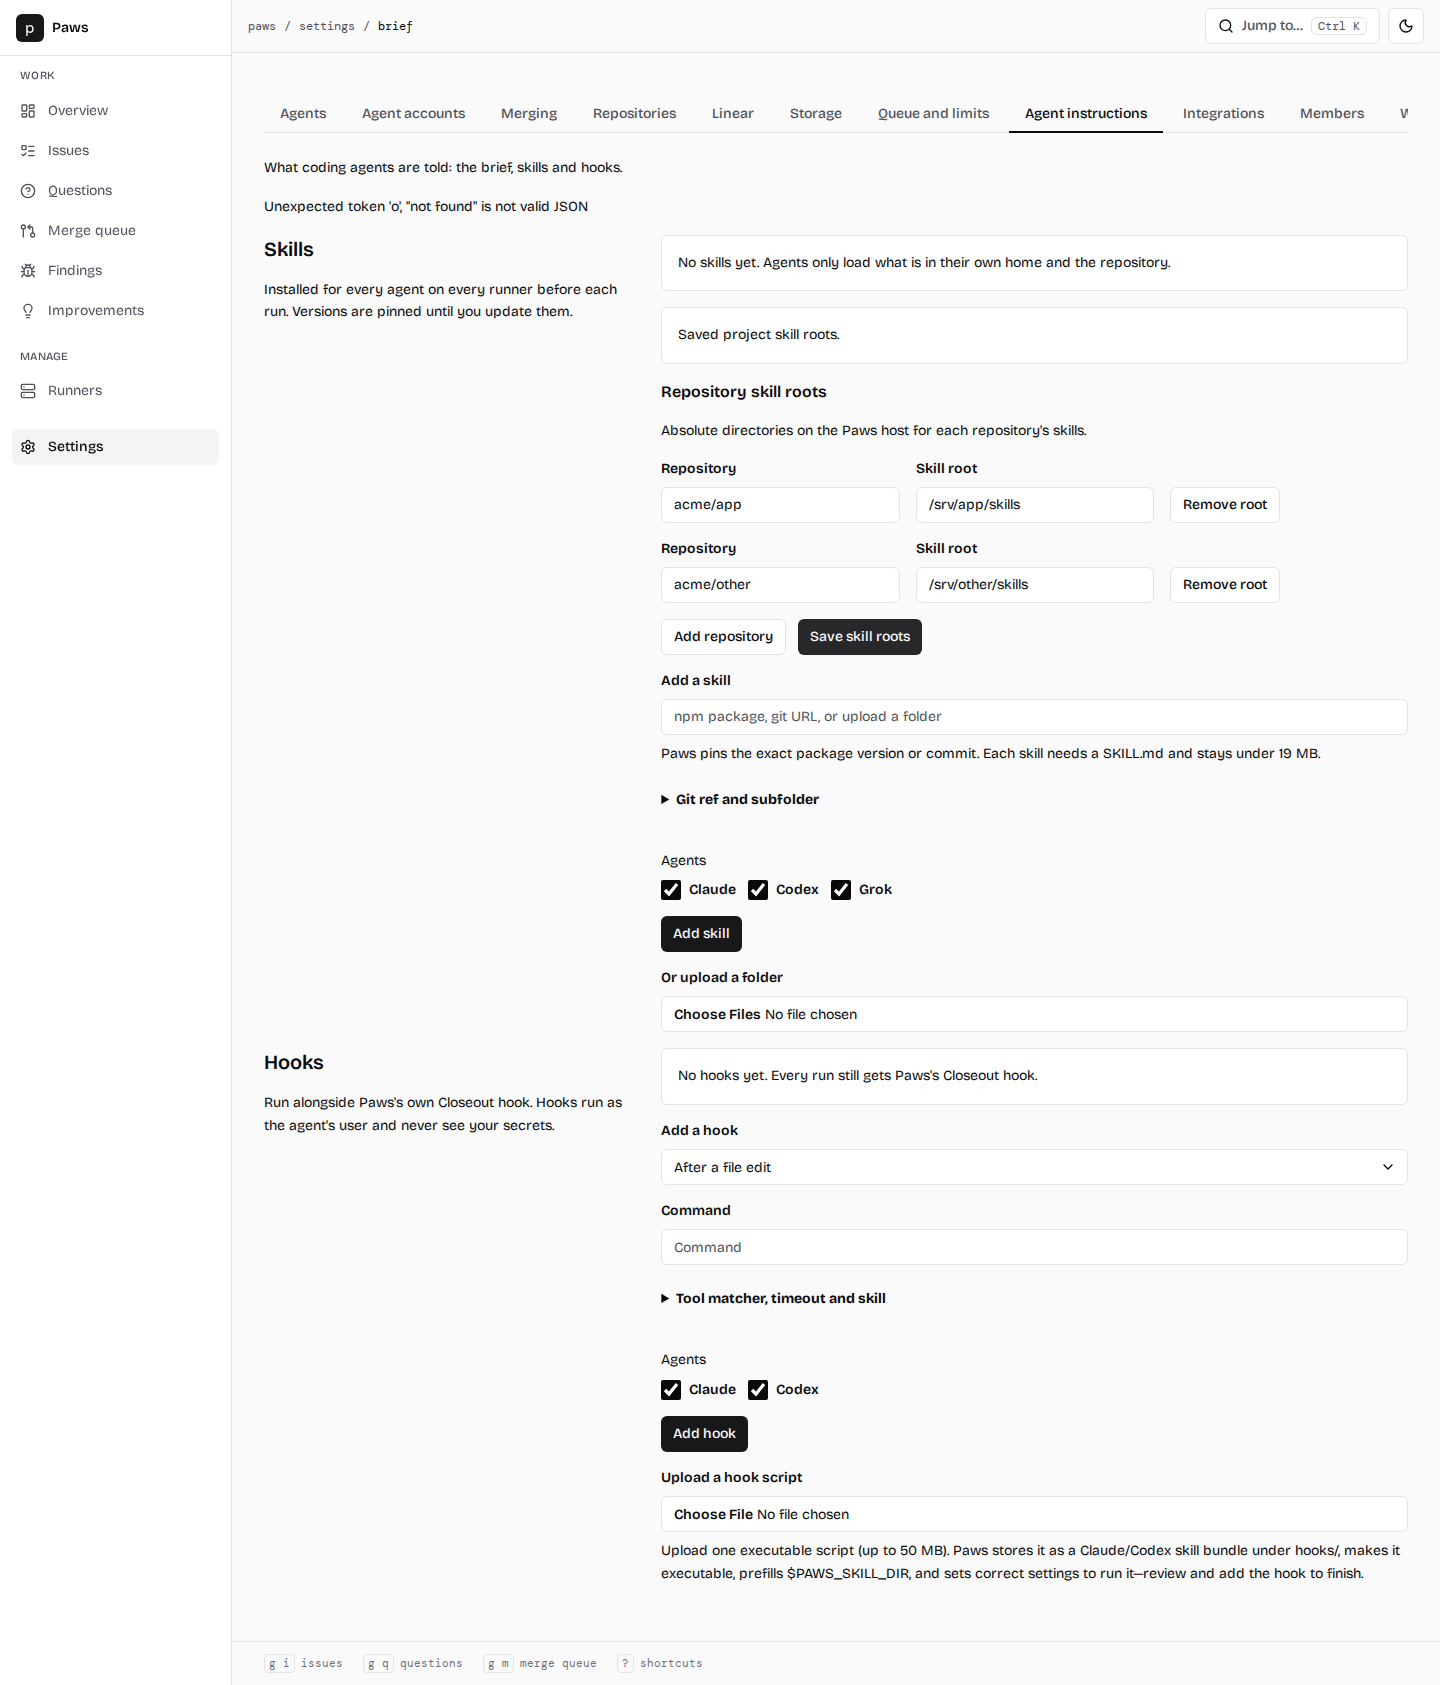 p Paws
paws / settings / brief
Jump to... Ctrl K
WORK
Overview
Issues
Questions
Merge queue
Findings
Improvements
MANAGE
Runners
Settings
Agents Agent accounts Merging Repositories Linear Storage Queue and limits Agent instructions Integrations Members
What coding agents are told: the brief, skills and hooks.
Unexpected token 'o', "not found" is not valid JSON
Skills
Installed for every agent on every runner before each
run. Versions are pinned until you update them.
No skills yet. Agents only load what is in their own home and the repository.
Saved project skill roots.
Repository skill roots
Absolute directories on the Paws host for each repository's skills.
Repository Skill root
acme/app /srv/app/skills Remove root
Repository Skill root
acme/other /srv/other/skills Remove root
Add repository Save skill roots
Add a skill
npm package, git URL, or upload a folder
Paws pins the exact package version or commit. Each skill needs a SKILL.md and stays under 19 MB.
Git ref and subfolder
Agents
Claude Codex Grok
Add skill
Or upload a folder
Choose Files No file chosen
Hooks
Run alongside Paws's own Closeout hook. Hooks run as
the agent's user and never see your secrets.
No hooks yet. Every run still gets Paws's Closeout hook.
Add a hook
After a file edit
Command
Command
Tool matcher, timeout and skill
Agents
Claude Codex
Add hook
Upload a hook script
Choose File No file chosen
Upload one executable script (up to 50 MB). Paws stores it as a Claude/Codex skill bundle under hooks/, makes it
executable, prefills $PAWS_SKILL_DIR, and sets correct settings to run it—review and add the hook to finish.
g i issues g q questions g m merge queue ? shortcuts